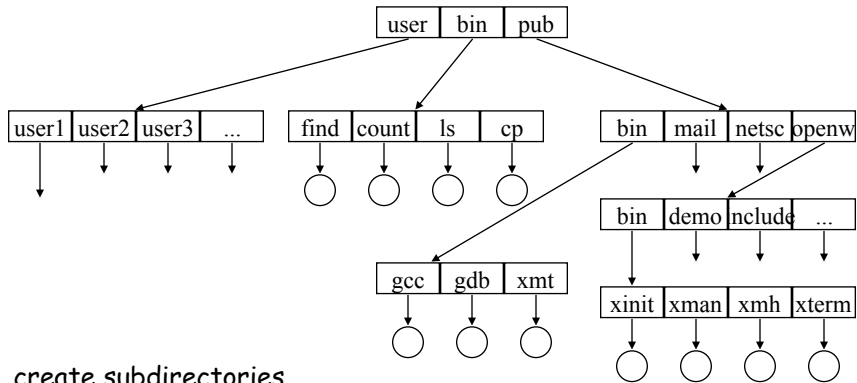 user bin pub
user1 user2 user3 ...
find count ls cp
bin mail netsc openw
bin demo include ...
gcc gdb xmt
xinit xman xmh xterm
create subdirectories